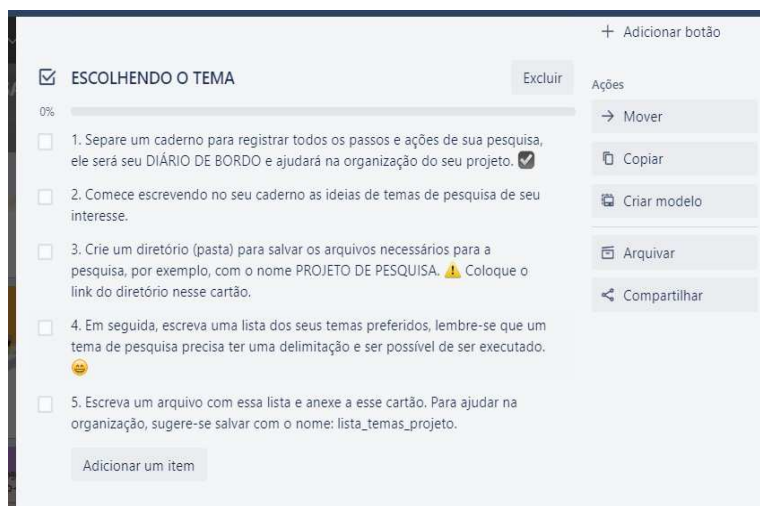 + Adicionar botão
ESCOLHENDO O TEMA
Excluir
Ações
0%
→ Mover
1. Separe um caderno para registrar todos os passos e ações de sua pesquisa,
ele será seu DIÁRIO DE BORDO e ajudará na organização do seu projeto. ☑
Copiar
2. Comece escrevendo no seu caderno as ideias de temas de pesquisa de seu
interesse.
Criar modelo
3. Crie um diretório (pasta) para salvar os arquivos necessários para a
pesquisa, por exemplo, com o nome PROJETO DE PESQUISA. ⚠ Coloque o
link do diretório nesse cartão.
Arquivar
Compartilhar
4. Em seguida, escreva uma lista dos seus temas preferidos, lembre-se que um
tema de pesquisa precisa ter uma delimitação e ser possível de ser executado.
😄
5. Escreva um arquivo com essa lista e anexe a esse cartão. Para ajudar na
organização, sugere-se salvar com o nome: lista_temas_projeto.
Adicionar um item